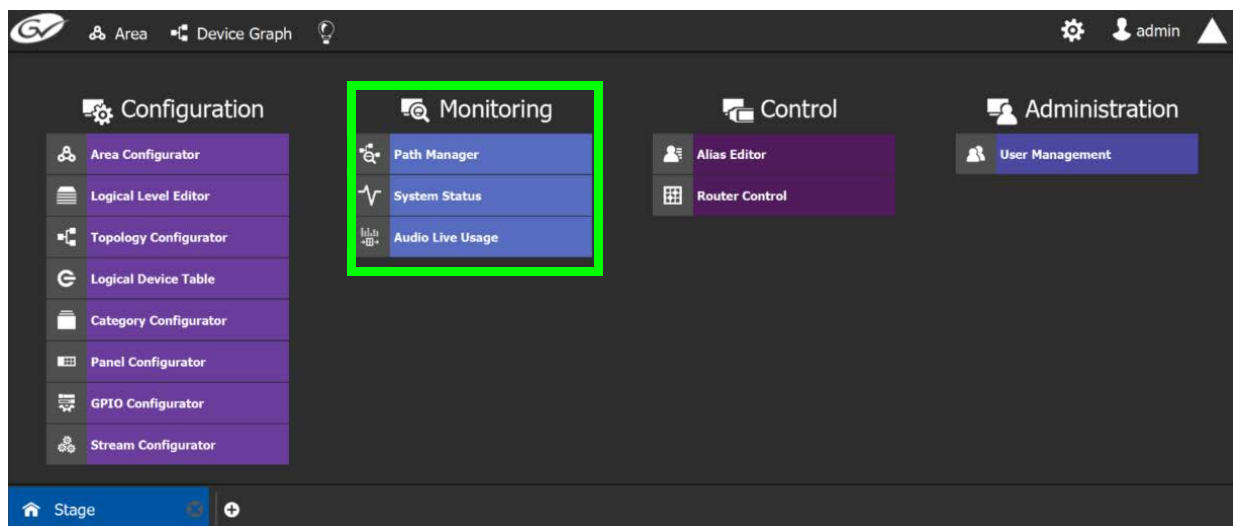 GV Area Device Graph admin
Configuration
Area Configurator
Logical Level Editor
Topology Configurator
Logical Device Table
Category Configurator
Panel Configurator
GPIO Configurator
Stream Configurator
Monitoring
Path Manager
System Status
Audio Live Usage
Control
Alias Editor
Router Control
Administration
User Management
Stage